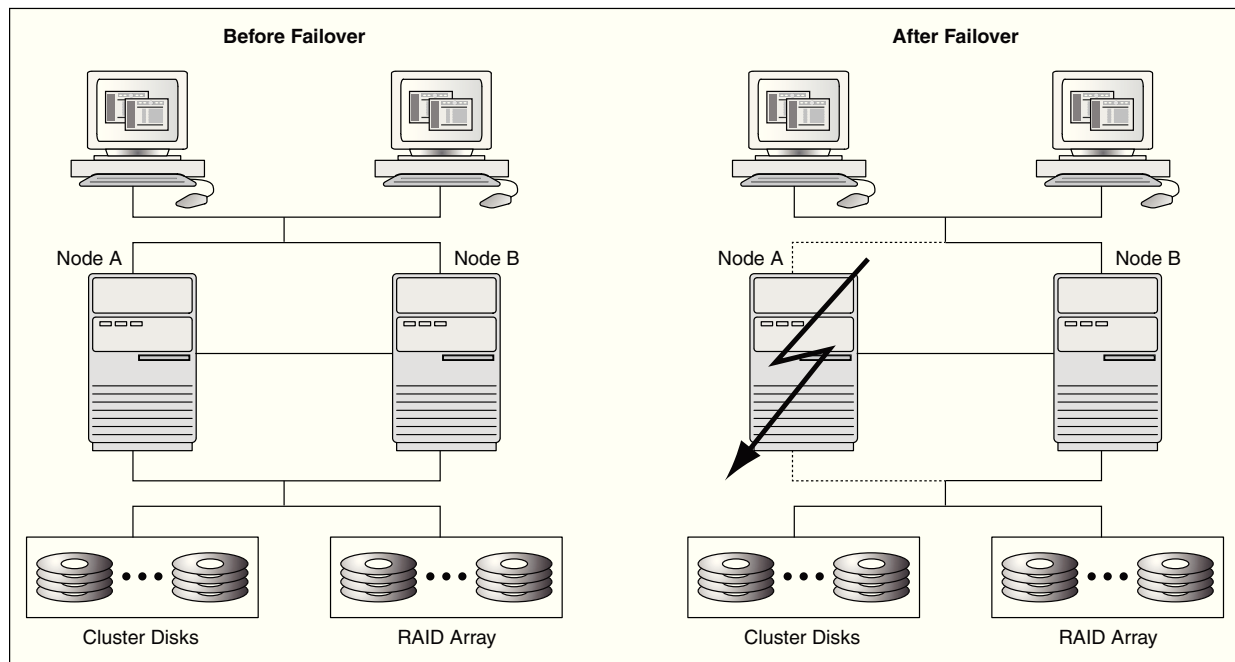 Before Failover
After Failover
Node A
Node B
Node A
Node B
Cluster Disks
RAID Array
Cluster Disks
RAID Array